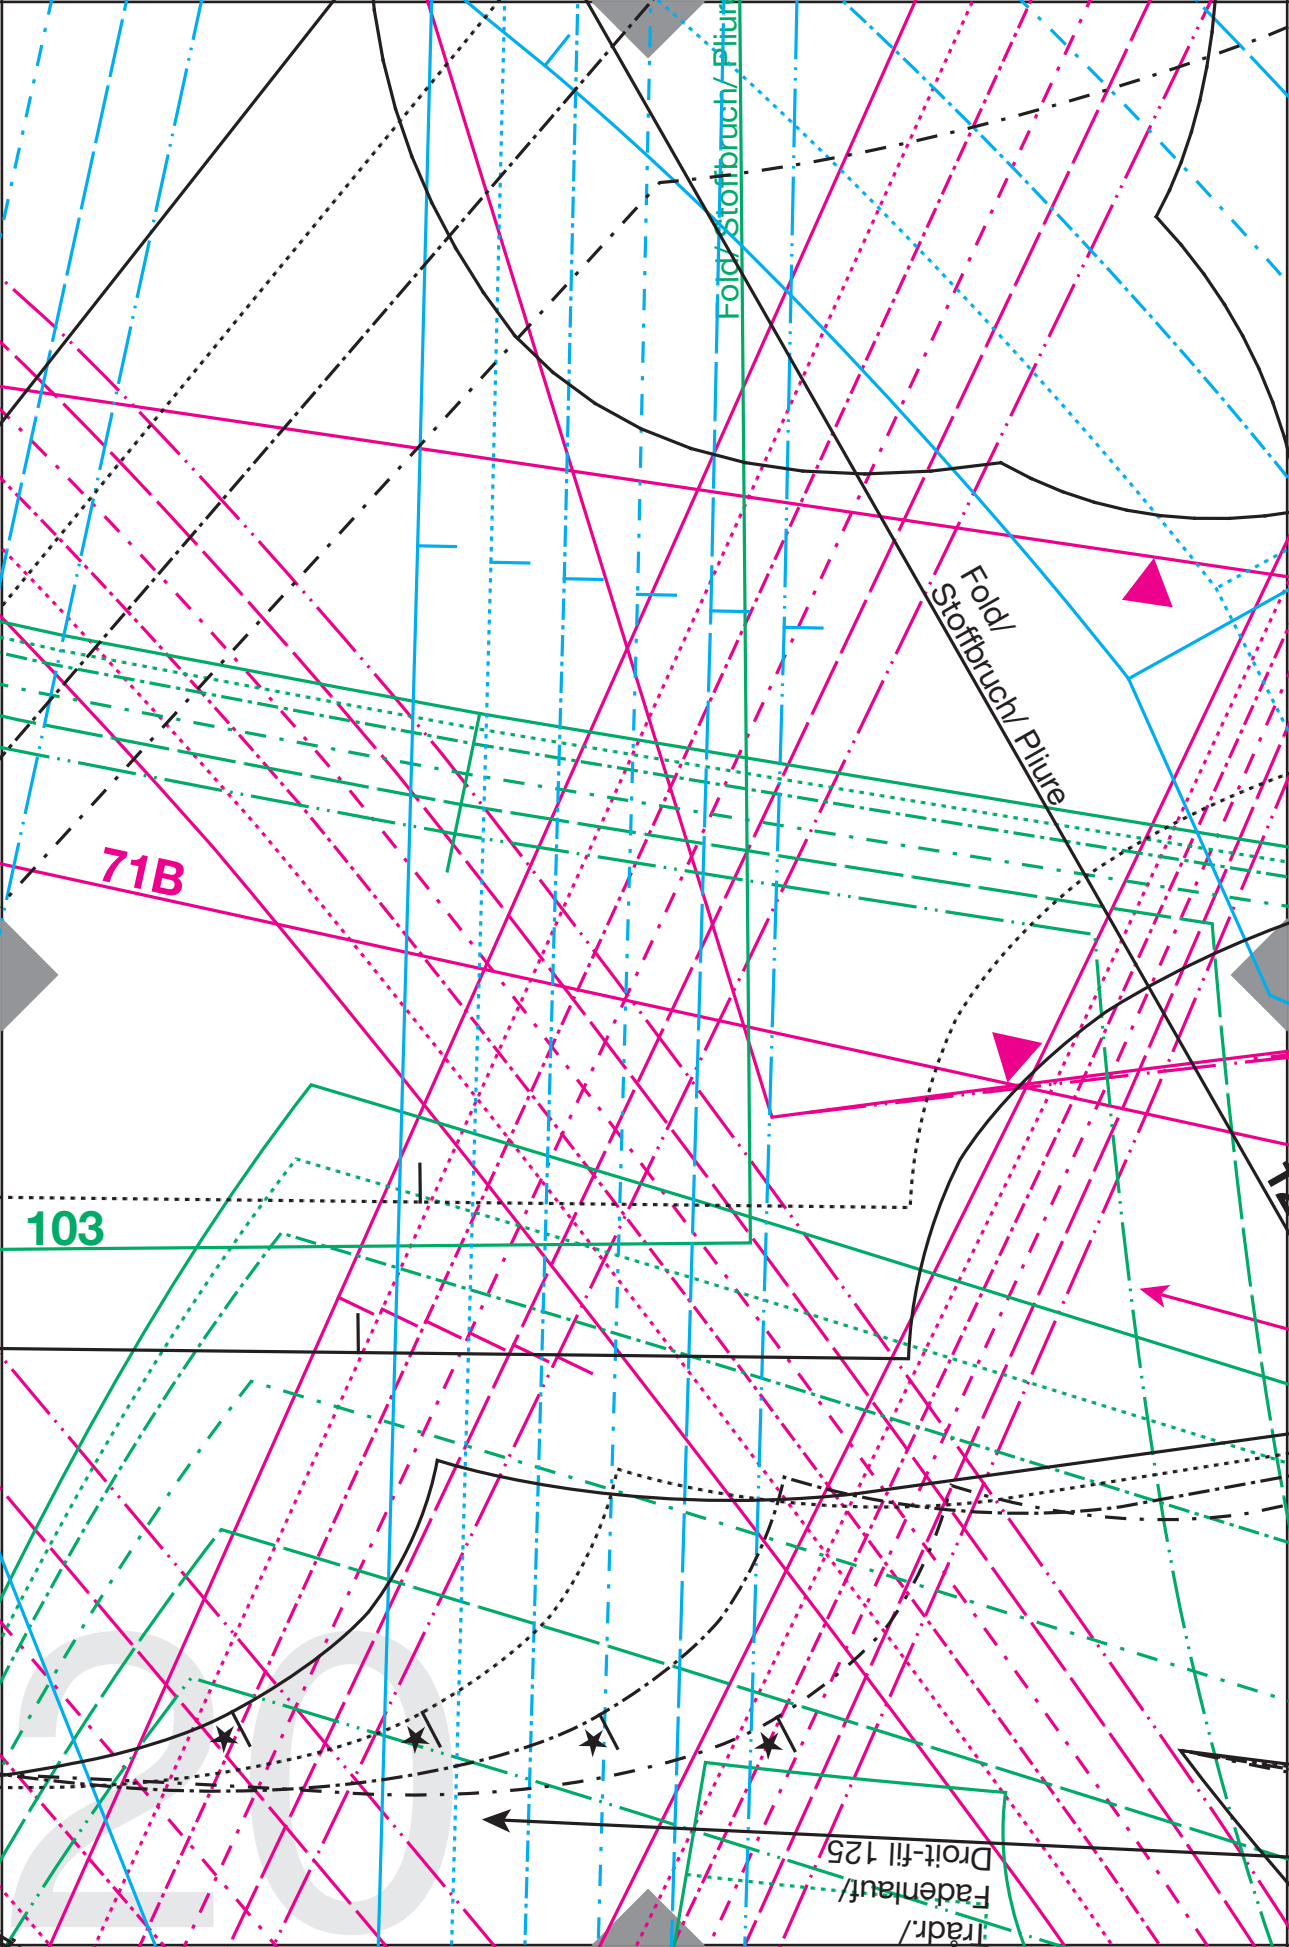 Fold/ Stoffbruch/ Pliure
Fold/
Stoffbruch/ Pliure
71B
103
20
Trådr./
Fadenlauf/
Droit-fil 125